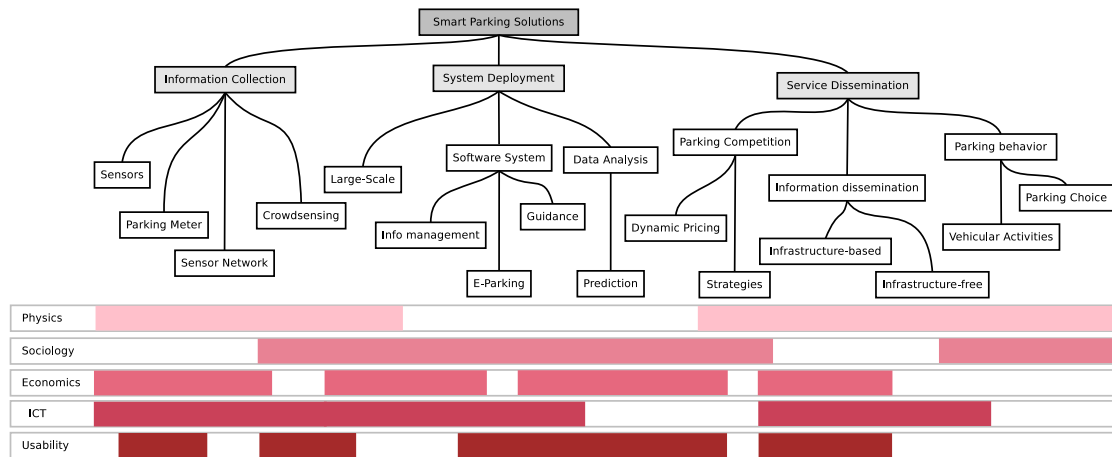 Smart Parking Solutions
Information Collection
System Deployment
Service Dissemination
Parking Competition
Parking behavior
Software System
Data Analysis
Sensors
Large-Scale
Information dissemination
Parking Choice
Crowdsensing
Guidance
Parking Meter
Dynamic Pricing
Info management
Vehicular Activities
Infrastructure-based
Sensor Network
E-Parking
Prediction
Strategies
Infrastructure-free
Physics
Sociology
Economics
ICT
Usability